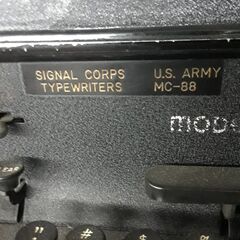 SIGNAL CORPS U.S. ARMY
TYPEWRITERS MC-88
" # $